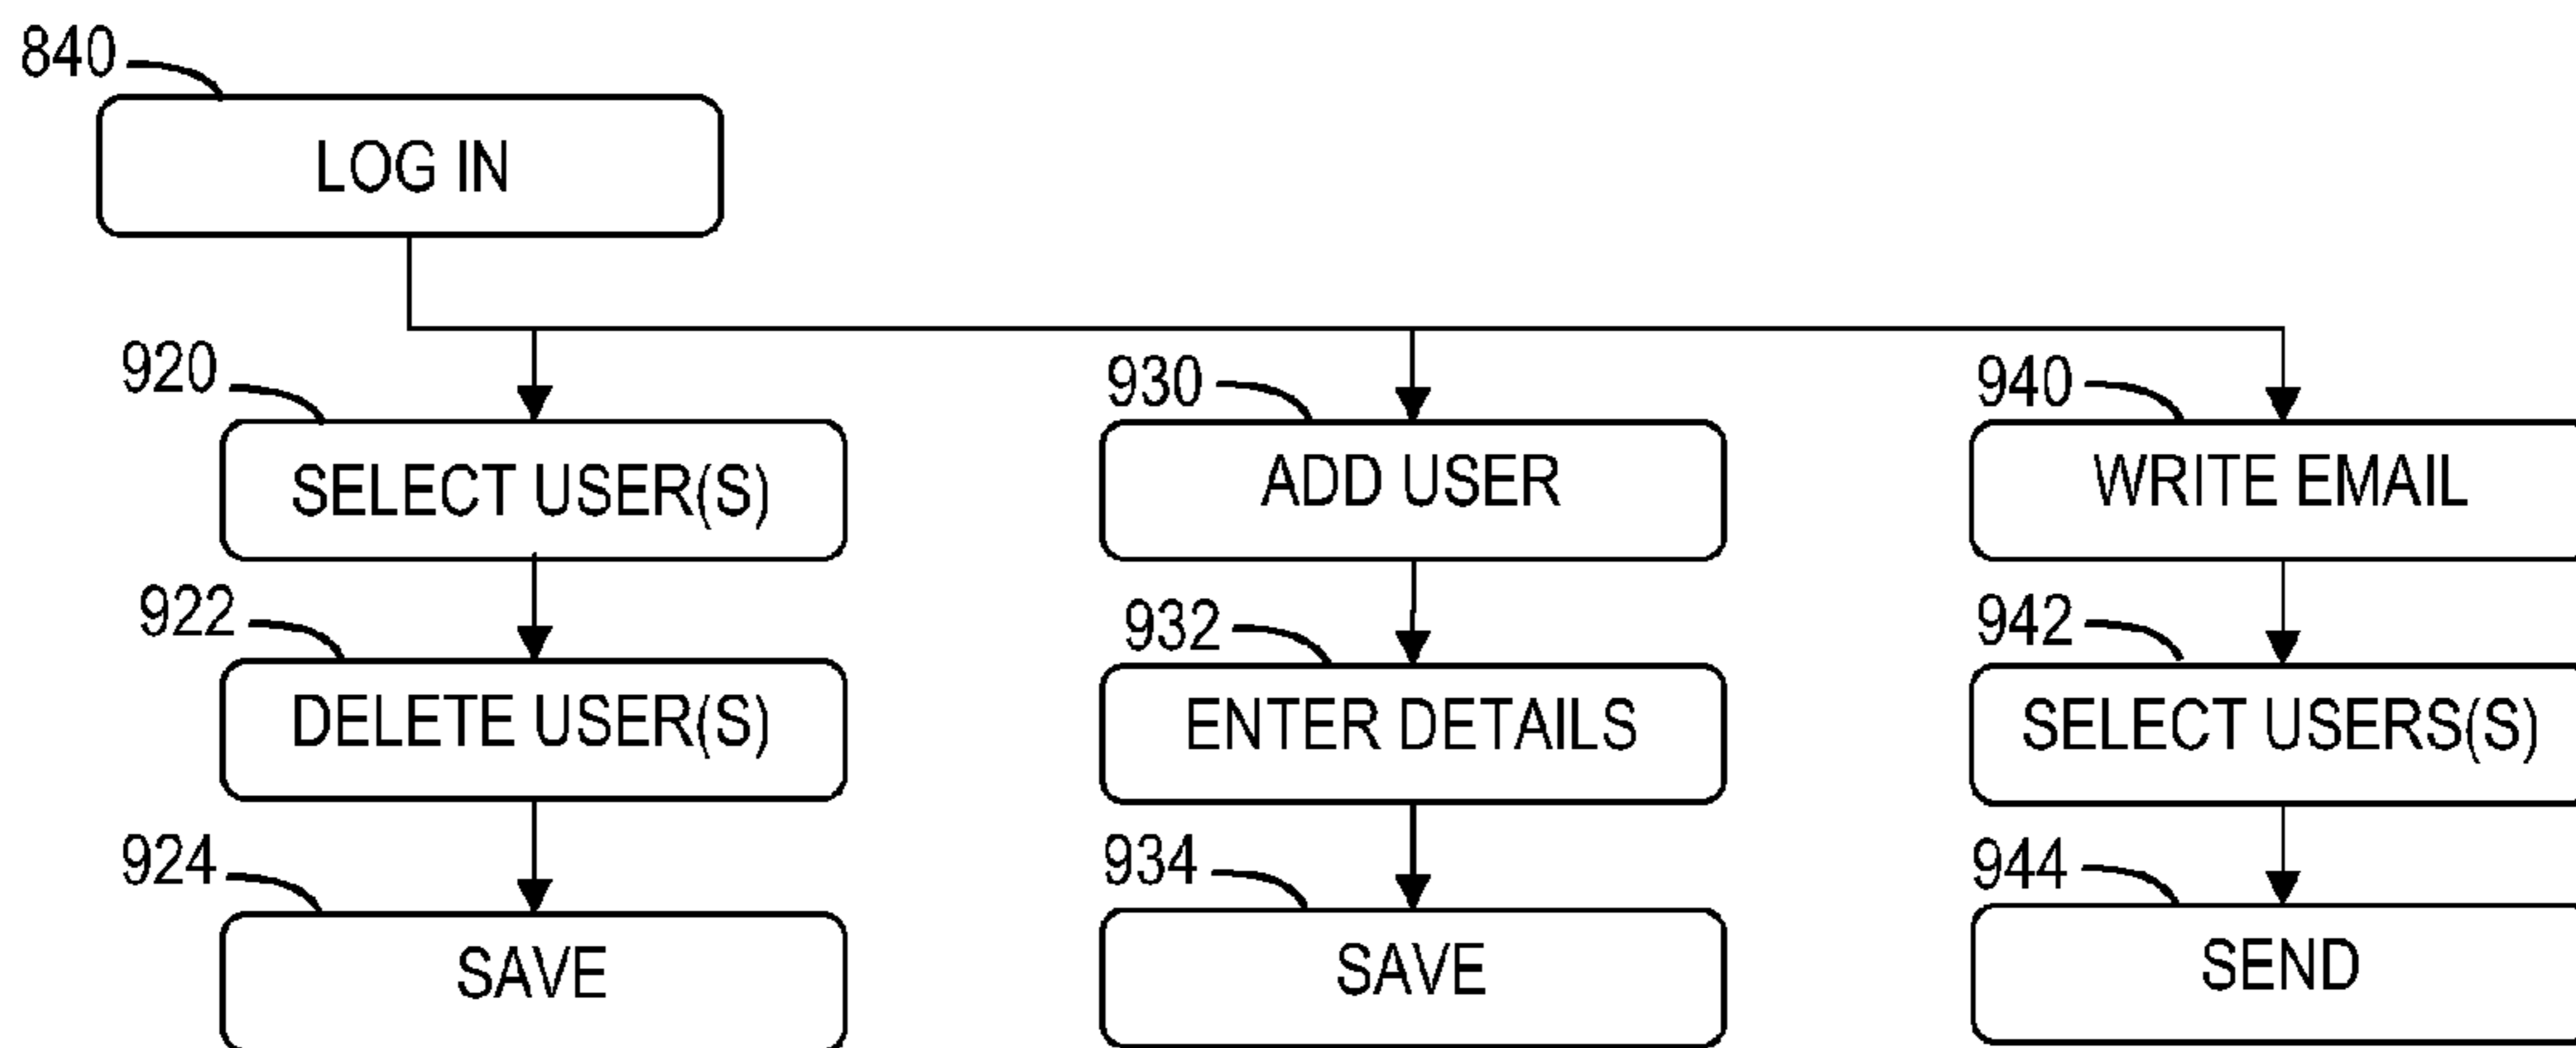 840
LOG IN
920
SELECT USER(S)
930
ADD USER
940
WRITE EMAIL
922
DELETE USER(S)
932
ENTER DETAILS
942
SELECT USERS(S)
924
SAVE
934
SAVE
944
SEND